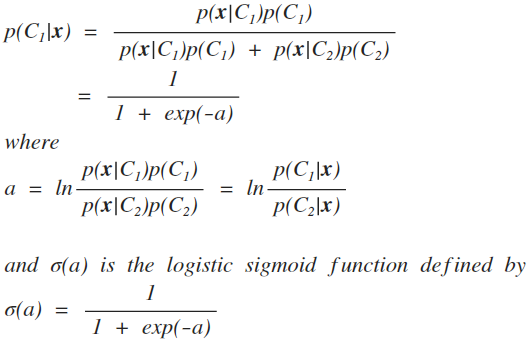 p(C₁|x) = p(x|C₁)p(C₁) / p(x|C₁)p(C₁) + p(x|C₂)p(C₂)
= 1 / 1 + exp(-a)
where
a = ln p(x|C₁)p(C₁) / p(x|C₂)p(C₂) = ln p(C₁|x) / p(C₂|x)
and σ(a) is the logistic sigmoid function defined by
σ(a) = 1 / 1 + exp(-a)